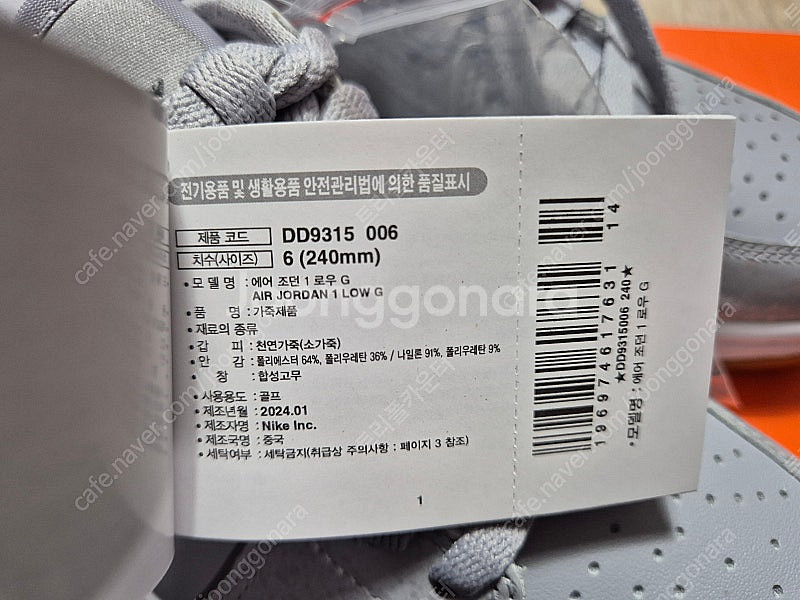 전기용품 및 생활용품 안전관리법에 의한 품질표시
제품 코드 DD9315 006
치수(사이즈) 6 (240mm)
• 모 델 명 : 에어 조던 1 로우 G
AIR JORDAN 1 LOW G
• 품 명 : 가죽제품
• 재료의 종류
• 갑 피 : 천연가죽(소가죽)
• 안 감 : 폴리에스터 64%, 폴리우레탄 36% / 나일론 91%, 폴리우레탄 9%
• 창 : 합성고무
• 사용용도 : 골프
• 제조년월 : 2024.01
• 제조자명 : Nike Inc.
• 제조국명 : 중국
• 세탁여부 : 세탁금지(취급상 주의사항 : 페이지 3 참조)
1
196974617631 14
★DD9315006 240★
• 모델명 : 에어 조던 1 로우 G
joonggonara
cafe.naver.com/joonggonara